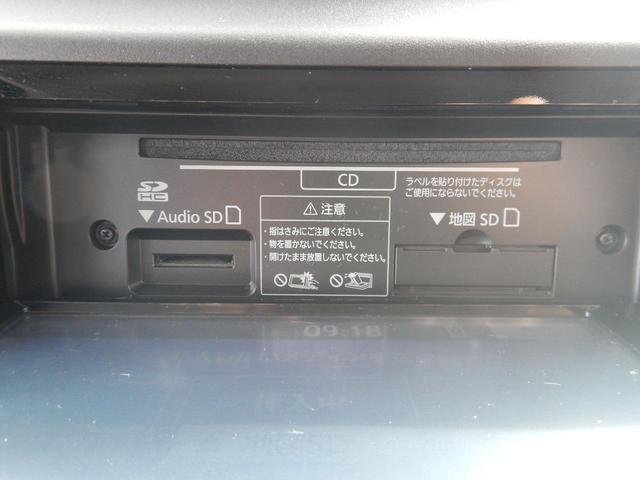 CD
ラベルを貼り付けたディスクは
ご使用にならないでください。
SD
HC
▼Audio SD
⚠注意
・指はさみにご注意ください。
・物を置かないでください。
・開けたまま放置しないでください。
▼地図 SD
09:18